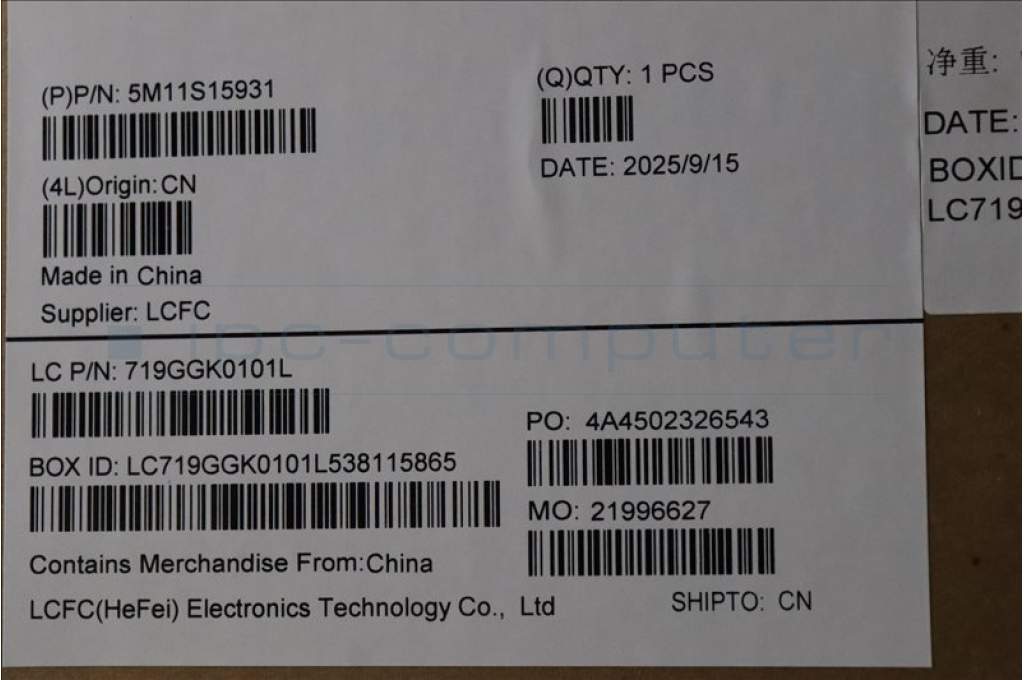 (P)P/N: 5M11S15931
(Q)QTY: 1 PCS
DATE: 2025/9/15
(4L)Origin:CN
Made in China
Supplier: LCFC
ipc-computer
LC P/N: 719GGK0101L
PO: 4A4502326543
BOX ID: LC719GGK0101L538115865
MO: 21996627
Contains Merchandise From:China
LCFC(HeFei) Electronics Technology Co., Ltd
SHIPTO: CN
净重:
DATE:
BOXID
LC719